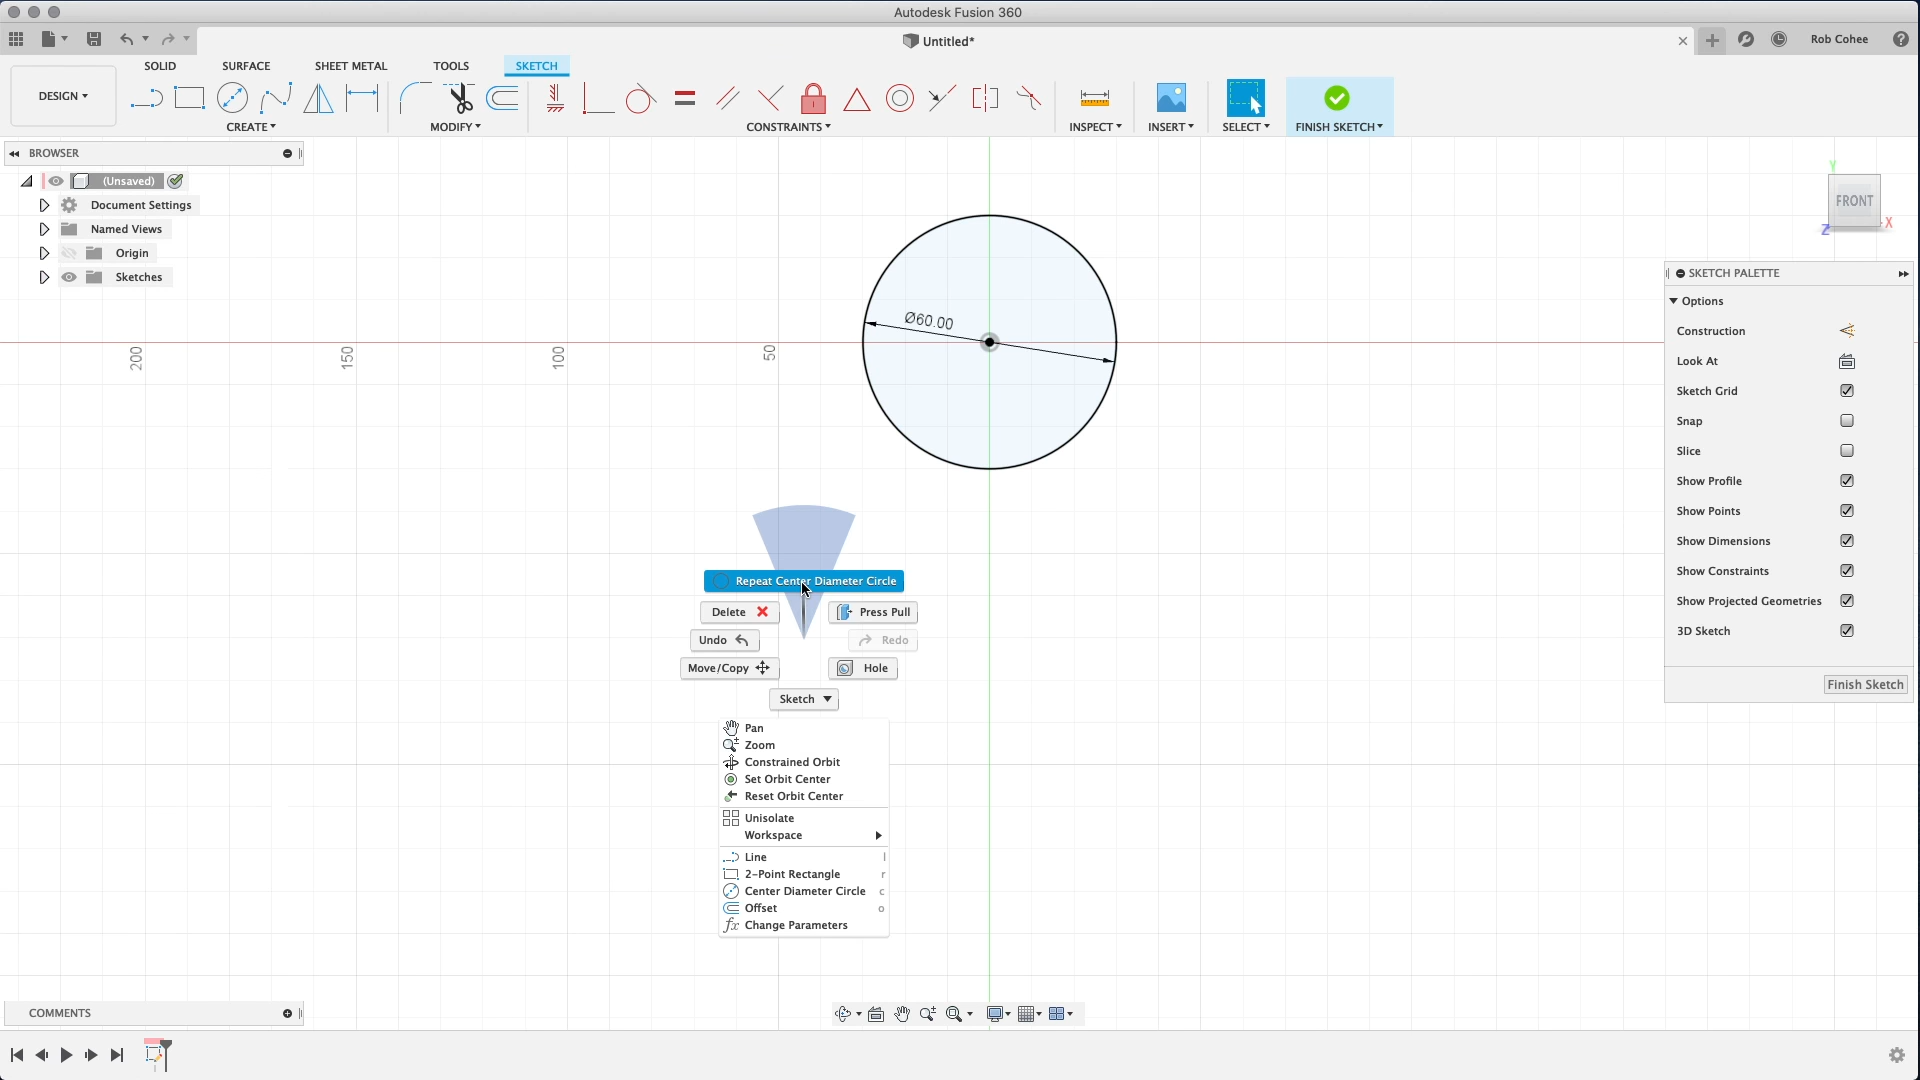 Autodesk Fusion 360
Untitled*
Rob Cohee
DESIGN
SOLID
SURFACE
SHEET METAL
TOOLS
SKETCH
CREATE
MODIFY
CONSTRAINTS
INSPECT
INSERT
SELECT
FINISH SKETCH
BROWSER
(Unsaved)
Document Settings
Named Views
Origin
Sketches
Y
FRONT
X
Z
Ø60.00
200
150
100
50
SKETCH PALETTE
Options
Construction
Look At
Sketch Grid
Snap
Slice
Show Profile
Show Points
Show Dimensions
Show Constraints
Show Projected Geometries
3D Sketch
Finish Sketch
Repeat Center Diameter Circle
Delete
Press Pull
Undo
Redo
Move/Copy
Hole
Sketch
Pan
Zoom
Constrained Orbit
Set Orbit Center
Reset Orbit Center
Unisolate
Workspace
Line l
2-Point Rectangle r
Center Diameter Circle c
Offset o
fx Change Parameters
COMMENTS